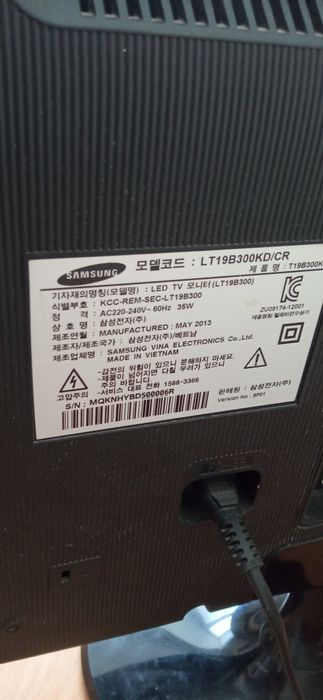 SAMSUNG
모델코드 : LT19B300KD/CR
제 품 명 : T19B300K
기자재의명칭(모델명) : LED TV 모니터(LT19B300)
식별부호 : KCC-REM-SEC-LT19B300
정 격 : AC220-240V~ 60Hz 35W
상 호 명 : 삼성전자(주)
제조연월 : MANUFACTURED : MAY 2013
제조자/제조국가 : 삼성전자(주)/베트남
제조업체명 : SAMSUNG VINA ELECTRONICS
MADE IN VIETNAM
ZU09174-12001
고압주의
-감전의 위험이 있으니 분해하지 마세요.
-제품이 넘어지면 다칠 우려가 있으니
주의 바랍니다.
-서비스 대표 전화 1588-3366
S/N : MQKNHYBD500006R
판매원 : 삼성전자(주)
Version No : SP01